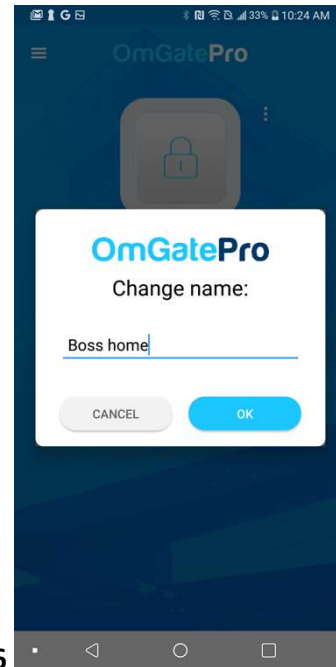 G 33% 10:24 AM
OmGatePro
OmGatePro
Change name:
Boss home
CANCEL OK